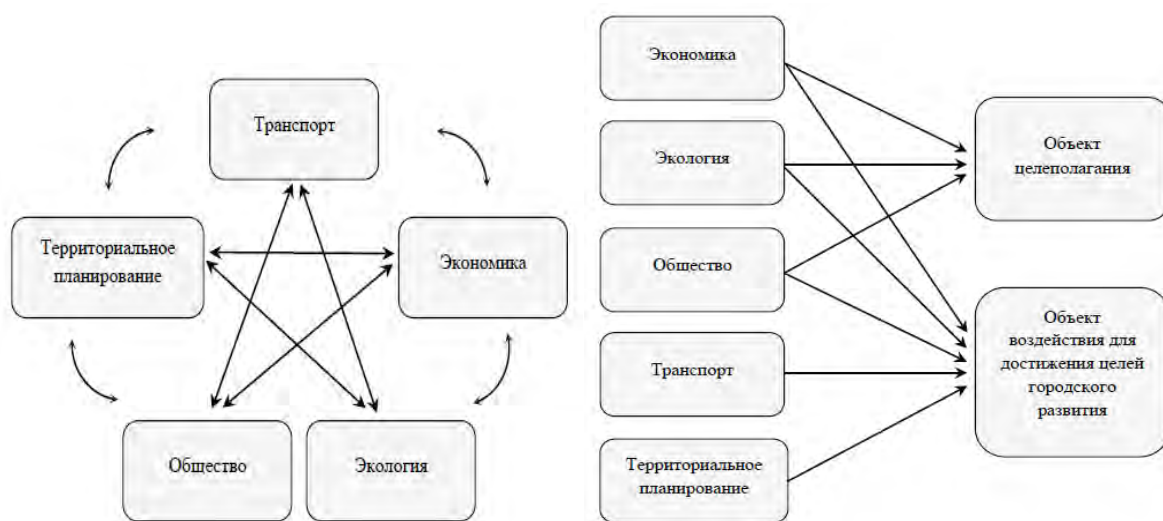 Транспорт
Территориальное
планирование
Экономика
Общество
Экология
Экономика
Экология
Общество
Транспорт
Территориальное
планирование
Объект
целеполагания
Объект
воздействия для
достижения целей
городского
развития